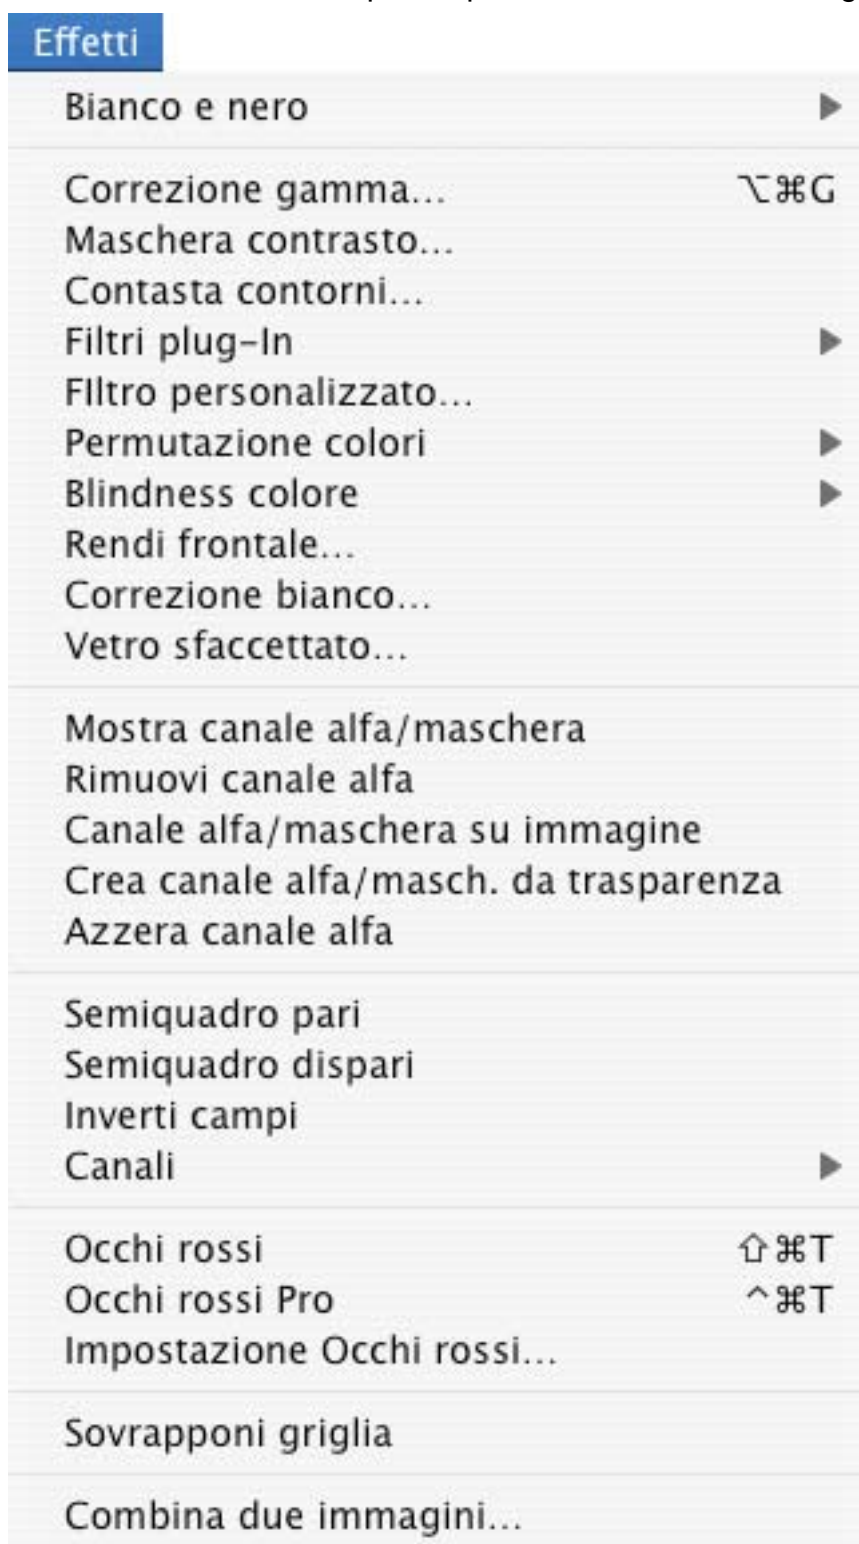 Effetti
Bianco e nero
Correzione gamma... ⌥⌘G
Maschera contrasto...
Contasta contorni...
Filtri plug-In
FIltro personalizzato...
Permutazione colori
Blindness colore
Rendi frontale...
Correzione bianco...
Vetro sfaccettato...
Mostra canale alfa/maschera
Rimuovi canale alfa
Canale alfa/maschera su immagine
Crea canale alfa/masch. da trasparenza
Azzera canale alfa
Semiquadro pari
Semiquadro dispari
Inverti campi
Canali
Occhi rossi ⇧⌘T
Occhi rossi Pro ^⌘T
Impostazione Occhi rossi...
Sovrapponi griglia
Combina due immagini...